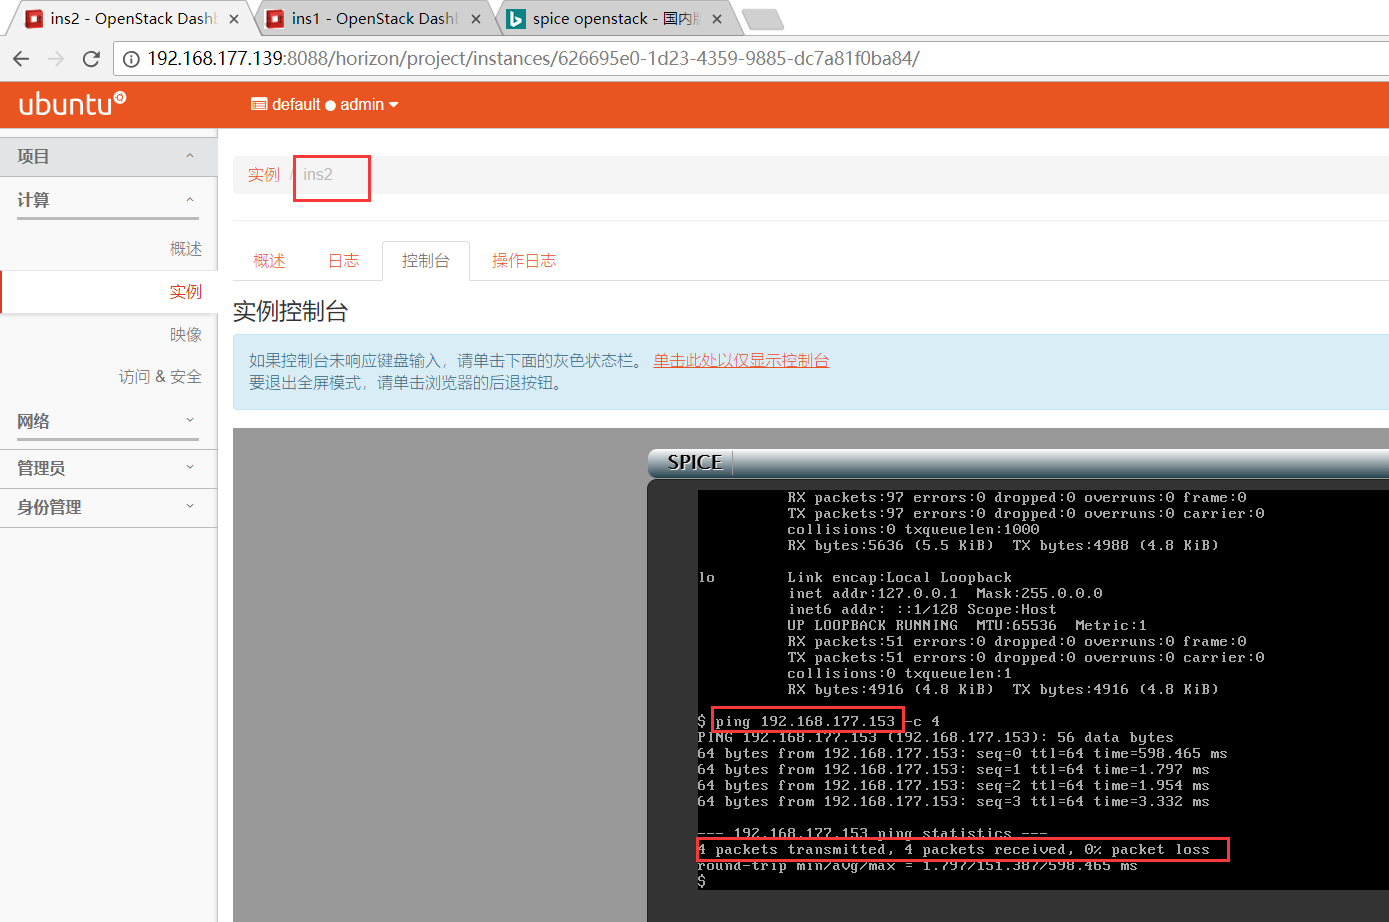 ins2 - OpenStack Dashb
ins1 - OpenStack Dashb
spice openstack - 国内版
192.168.177.139:8088/horizon/project/instances/626695e0-1d23-4359-9885-dc7a81f0ba84/
ubuntu
default ● admin
项目
计算
概述
实例
映像
访问 & 安全
网络
管理员
身份管理
实例 / ins2
概述 日志 控制台 操作日志
实例控制台
如果控制台未响应键盘输入，请单击下面的灰色状态栏。 单击此处以仅显示控制台
要退出全屏模式，请单击浏览器的后退按钮。
SPICE
RX packets:97 errors:0 dropped:0 overruns:0 frame:0
TX packets:97 errors:0 dropped:0 overruns:0 carrier:0
collisions:0 txqueuelen:1000
RX bytes:5636 (5.5 KiB)  TX bytes:4988 (4.8 KiB)
lo        Link encap:Local Loopback
inet addr:127.0.0.1  Mask:255.0.0.0
inet6 addr: ::1/128 Scope:Host
UP LOOPBACK RUNNING  MTU:65536  Metric:1
RX packets:51 errors:0 dropped:0 overruns:0 frame:0
TX packets:51 errors:0 dropped:0 overruns:0 carrier:0
collisions:0 txqueuelen:1
RX bytes:4916 (4.8 KiB)  TX bytes:4916 (4.8 KiB)
$ ping 192.168.177.153 -c 4
PING 192.168.177.153 (192.168.177.153): 56 data bytes
64 bytes from 192.168.177.153: seq=0 ttl=64 time=598.465 ms
64 bytes from 192.168.177.153: seq=1 ttl=64 time=1.797 ms
64 bytes from 192.168.177.153: seq=2 ttl=64 time=1.954 ms
64 bytes from 192.168.177.153: seq=3 ttl=64 time=3.332 ms
--- 192.168.177.153 ping statistics ---
4 packets transmitted, 4 packets received, 0% packet loss
round-trip min/avg/max = 1.797/151.387/598.465 ms
$